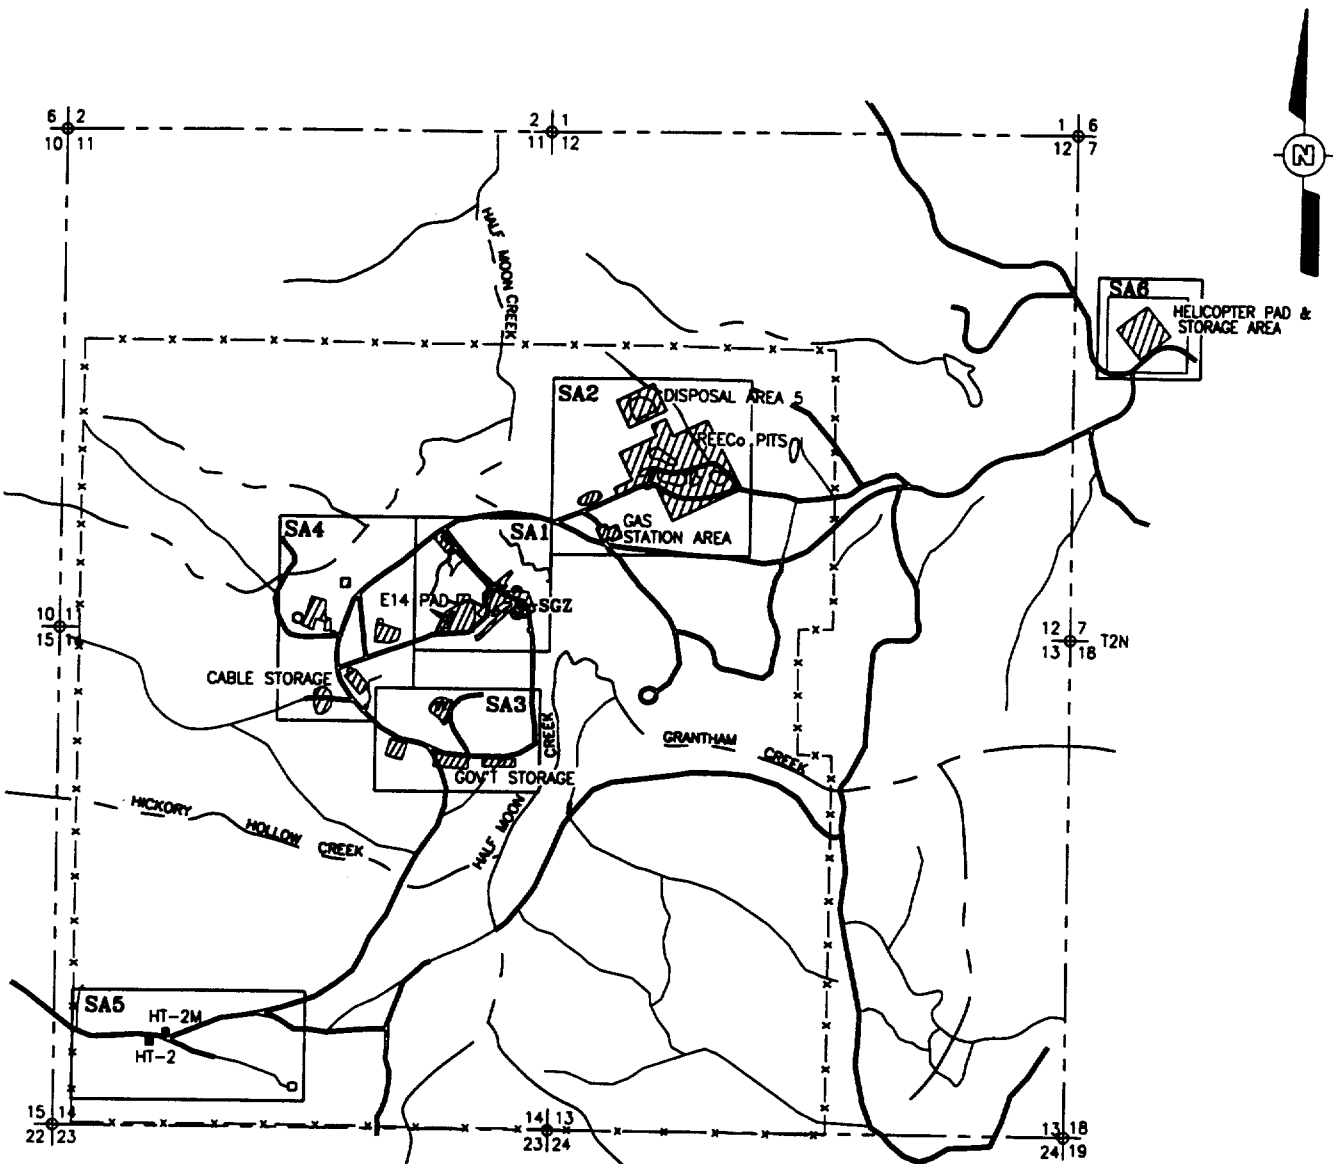 6 2
10 11
2 1
11 12
1 6
12 7
N
HALF MOON CREEK
SA6
HELICOPTER PAD &
STORAGE AREA
SA2
DISPOSAL AREA 5
REECo PITS
GAS
STATION AREA
SA4
SA1
E14 PAD
SGZ
10 1
15 1
12 7
13 18
T2N
CABLE STORAGE
SA3
GOV'T STORAGE
HALF MOON CREEK
GRANTHAM CREEK
HICKORY HOLLOW CREEK
SA5
HT-2M
HT-2
15 14
22 23
14 13
23 24
13 18
24 19